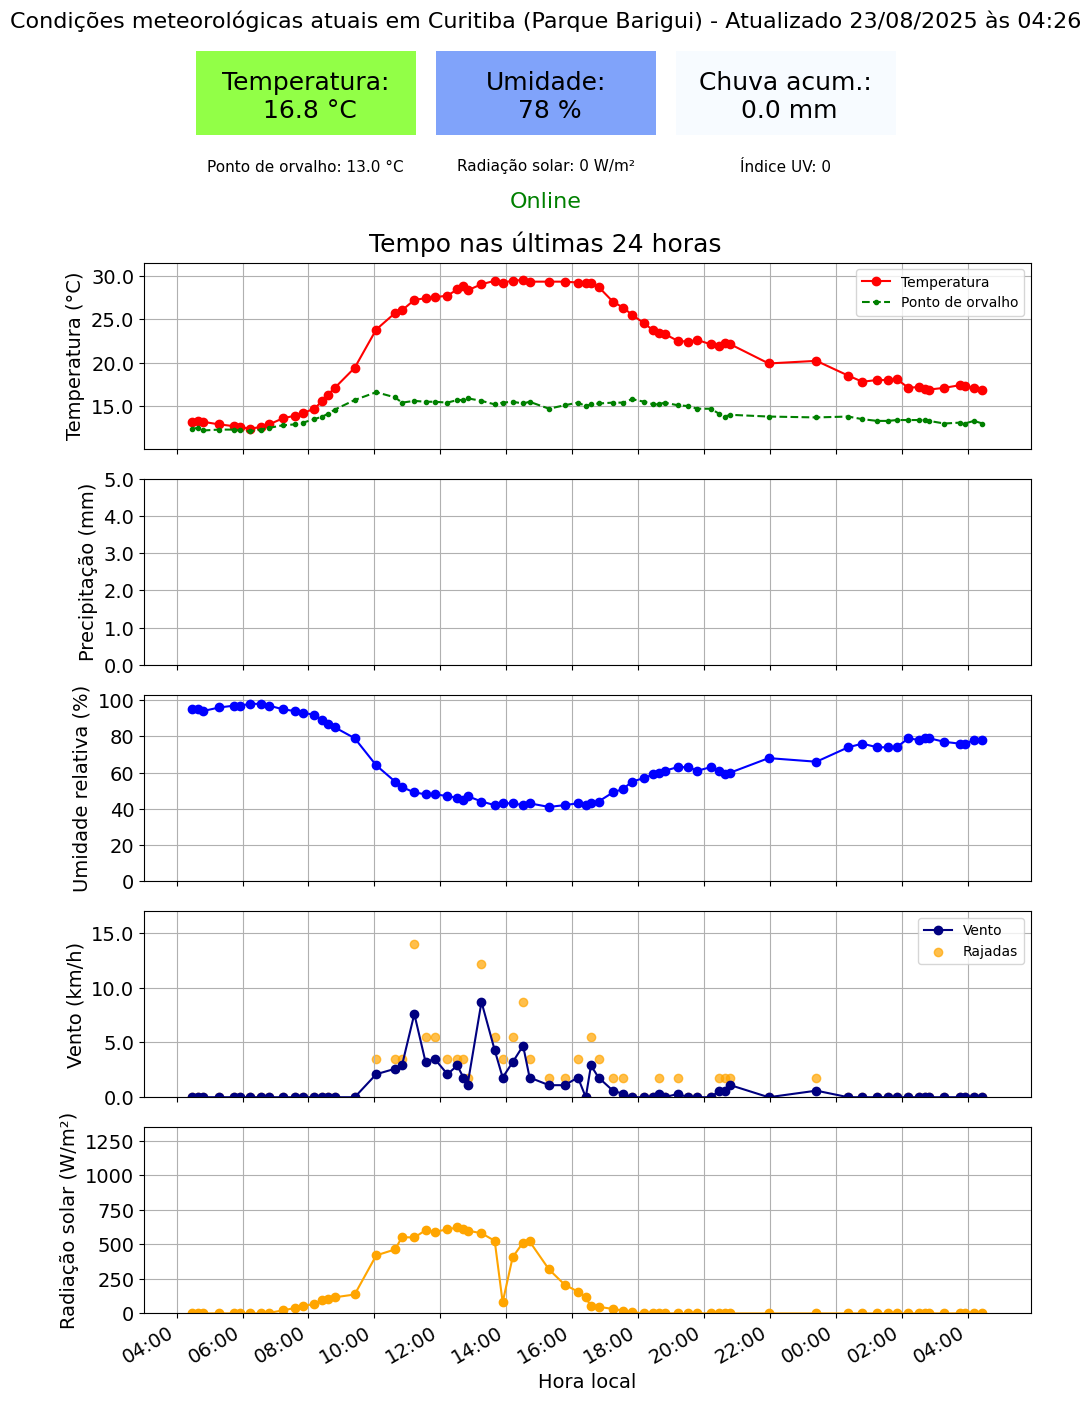 Condições meteorológicas atuais em Curitiba (Parque Barigui) - Atualizado 23/08/2025 às 04:26
Temperatura:
16.8 °C
Umidade:
78 %
Chuva acum.:
0.0 mm
Ponto de orvalho: 13.0 °C
Radiação solar: 0 W/m²
Índice UV: 0
Online
Tempo nas últimas 24 horas
Temperatura (°C)
30.0
25.0
20.0
15.0
Temperatura
Ponto de orvalho
Precipitação (mm)
5.0
4.0
3.0
2.0
1.0
0.0
Umidade relativa (%)
100
80
60
40
20
0
Vento (km/h)
15.0
10.0
5.0
0.0
Vento
Rajadas
Radiação solar (W/m²)
1250
1000
750
500
250
0
04:00 06:00 08:00 10:00 12:00 14:00 16:00 18:00 20:00 22:00 00:00 02:00 04:00
Hora local